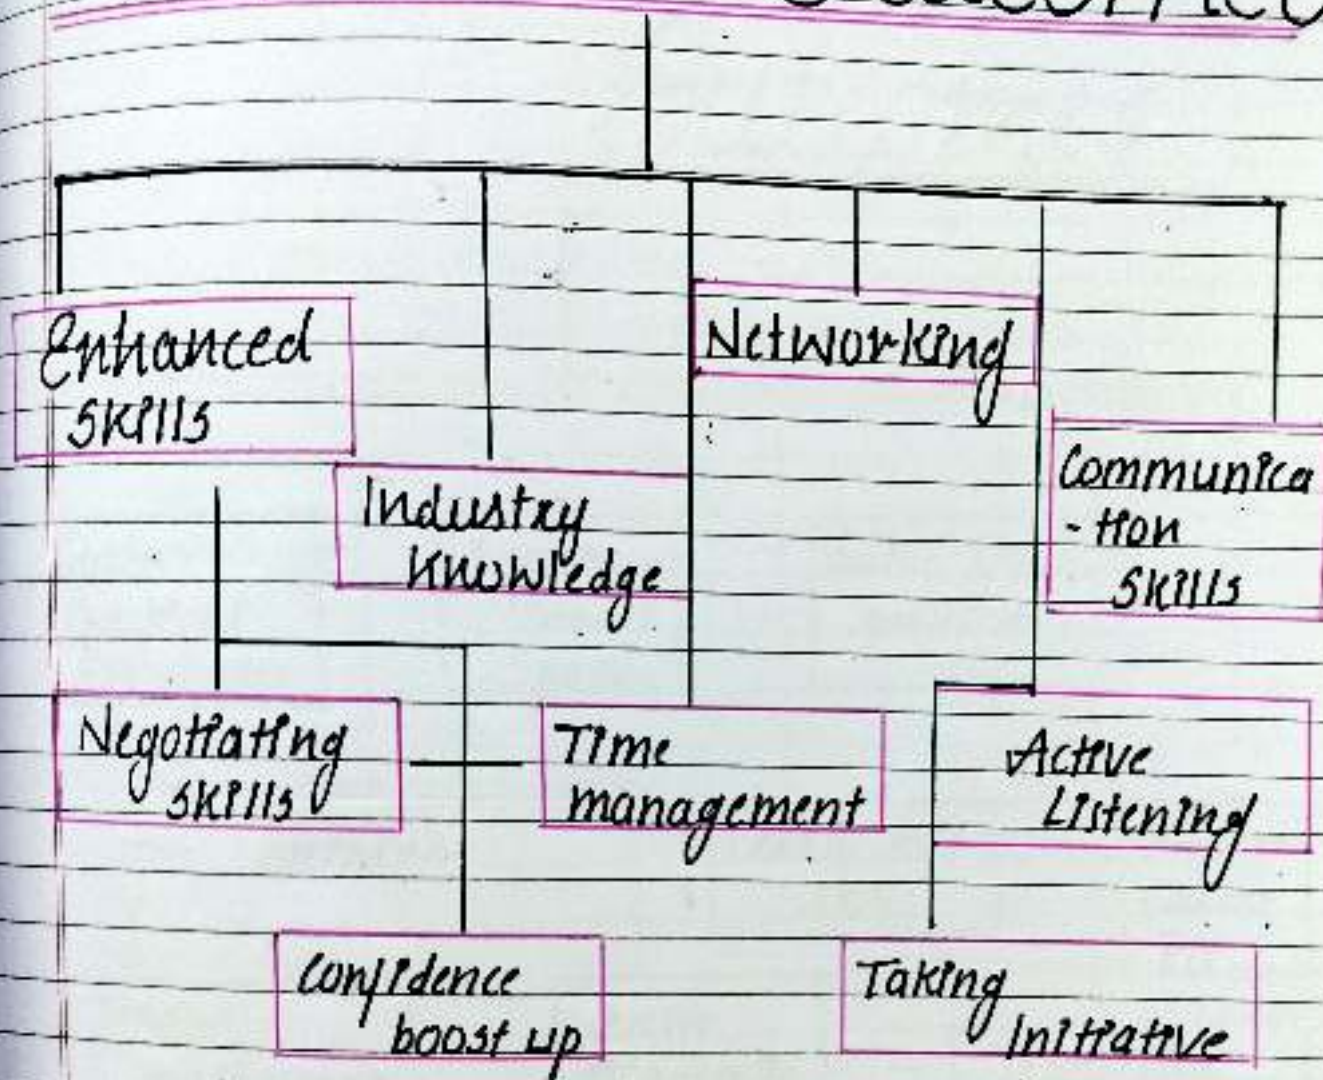 Enhanced
Skills
Networking
Industry
Knowledge
Communica
-tion
Skills
Negotiating
Skills
Time
management
Active
Listening
Confidence
boost up
Taking
Initiative